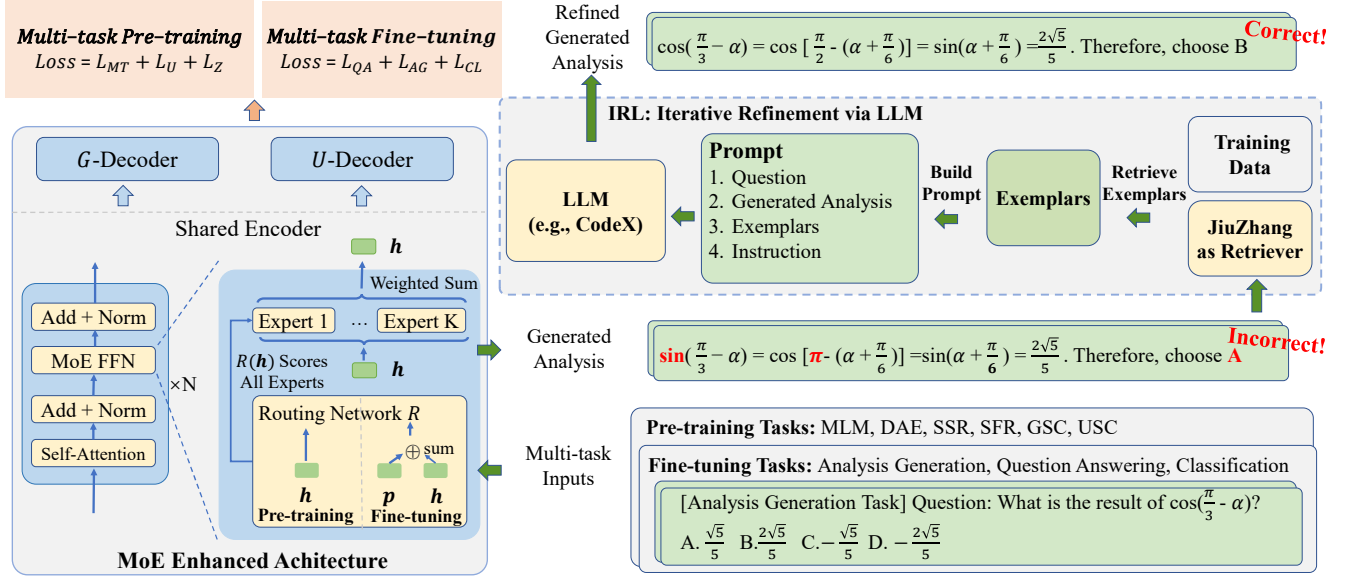 Multi-task Pre-training
Loss = L_MT + L_U + L_Z
Multi-task Fine-tuning
Loss = L_QA + L_AG + L_CL
G-Decoder
U-Decoder
Shared Encoder
h
Weighted Sum
Add + Norm
MoE FFN
Add + Norm
Self-Attention
×N
Expert 1 … Expert K
R(h) Scores
All Experts
h
Routing Network R
⊕ sum
h
p h
Pre-training
Fine-tuning
MoE Enhanced Achitecture
Refined
Generated
Analysis
cos(π/3 − α) = cos [π/2 - (α + π/6)] = sin(α + π/6) = 2√5/5. Therefore, choose B
Correct!
IRL: Iterative Refinement via LLM
LLM
(e.g., CodeX)
Prompt
1. Question
2. Generated Analysis
3. Exemplars
4. Instruction
Build
Prompt
Exemplars
Retrieve
Exemplars
Training
Data
JiuZhang
as Retriever
Generated
Analysis
sin(π/3 − α) = cos [π- (α + π/6)] =sin(α + π/6) = 2√5/5. Therefore, choose A
Incorrect!
Multi-task
Inputs
Pre-training Tasks: MLM, DAE, SSR, SFR, GSC, USC
Fine-tuning Tasks: Analysis Generation, Question Answering, Classification
[Analysis Generation Task] Question: What is the result of cos(π/3 - α)?
A. √5/5 B. 2√5/5 C. −√5/5 D. −2√5/5